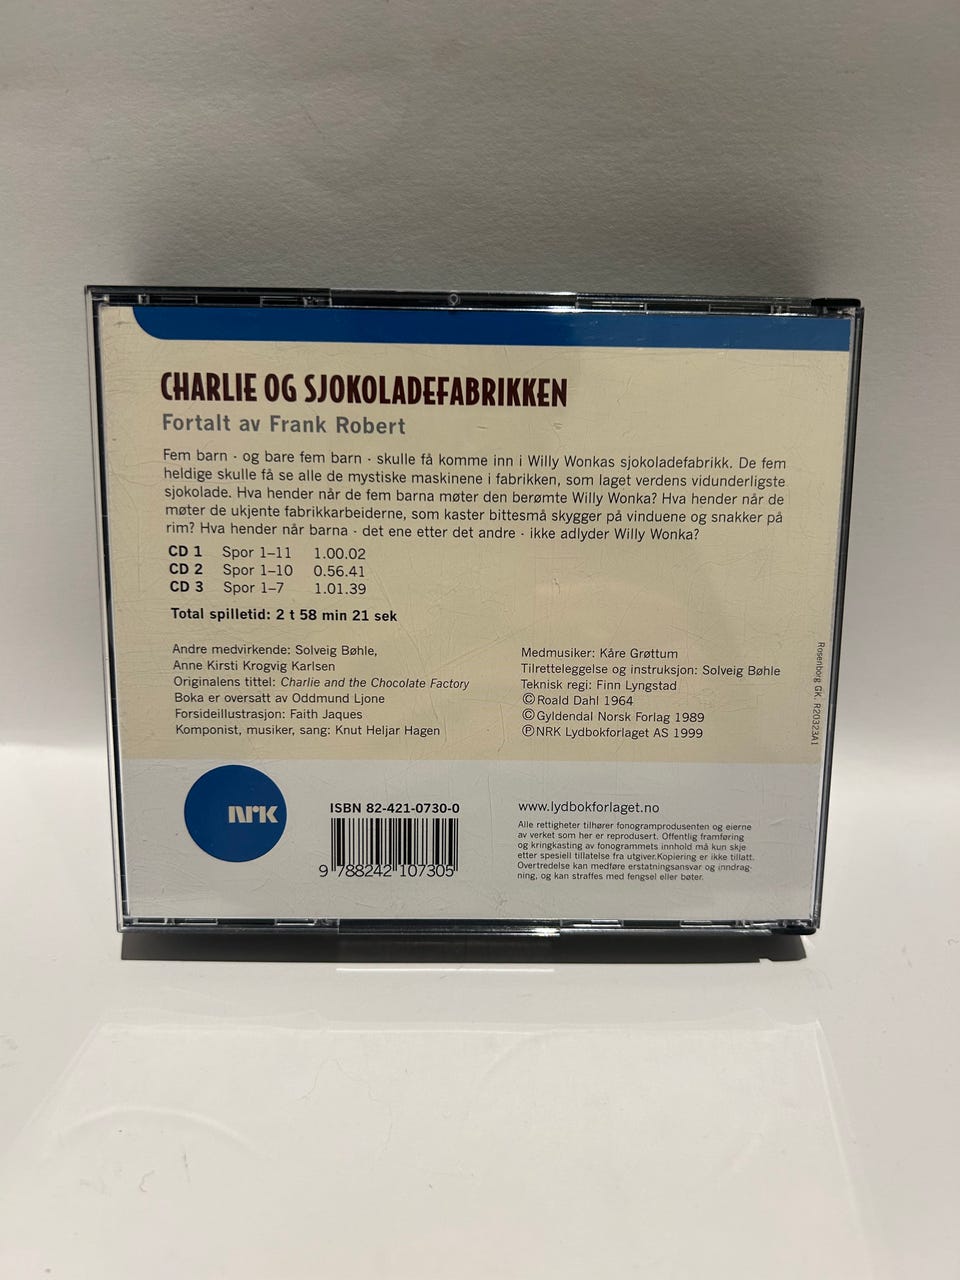 CHARLIE OG SJOKOLADEFABRIKKEN
Fortalt av Frank Robert
Fem barn - og bare fem barn - skulle få komme inn i Willy Wonkas sjokoladefabrikk. De fem
heldige skulle få se alle de mystiske maskinene i fabrikken, som laget verdens vidunderligste
sjokolade. Hva hender når de fem barna møter den berømte Willy Wonka? Hva hender når de
møter de ukjente fabrikkarbeiderne, som kaster bittesmå skygger på vinduene og snakker på
rim? Hva hender når barna - det ene etter det andre - ikke adlyder Willy Wonka?
CD 1 Spor 1–11 1.00.02
CD 2 Spor 1–10 0.56.41
CD 3 Spor 1–7 1.01.39
Total spilletid: 2 t 58 min 21 sek
Andre medvirkende: Solveig Bøhle,
Anne Kirsti Krogvig Karlsen
Originalens tittel: Charlie and the Chocolate Factory
Boka er oversatt av Oddmund Ljone
Forsideillustrasjon: Faith Jaques
Komponist, musiker, sang: Knut Heljar Hagen
Medmusiker: Kåre Grøttum
Tilretteleggelse og instruksjon: Solveig Bøhle
Teknisk regi: Finn Lyngstad
©Roald Dahl 1964
©Gyldendal Norsk Forlag 1989
℗NRK Lydbokforlaget AS 1999
Rosenborg GK. R20323A1
NRK
ISBN 82-421-0730-0
9 788242 107305
www.lydbokforlaget.no
Alle rettigheter tilhører fonogramprodusenten og eierne
av verket som her er reprodusert. Offentlig framføring
og kringkasting av fonogrammets innhold må kun skje
etter spesiell tillatelse fra utgiver.Kopiering er ikke tillatt.
Overtredelse kan medføre erstatningsansvar og inndrag-
ning, og kan straffes med fengsel eller bøter.